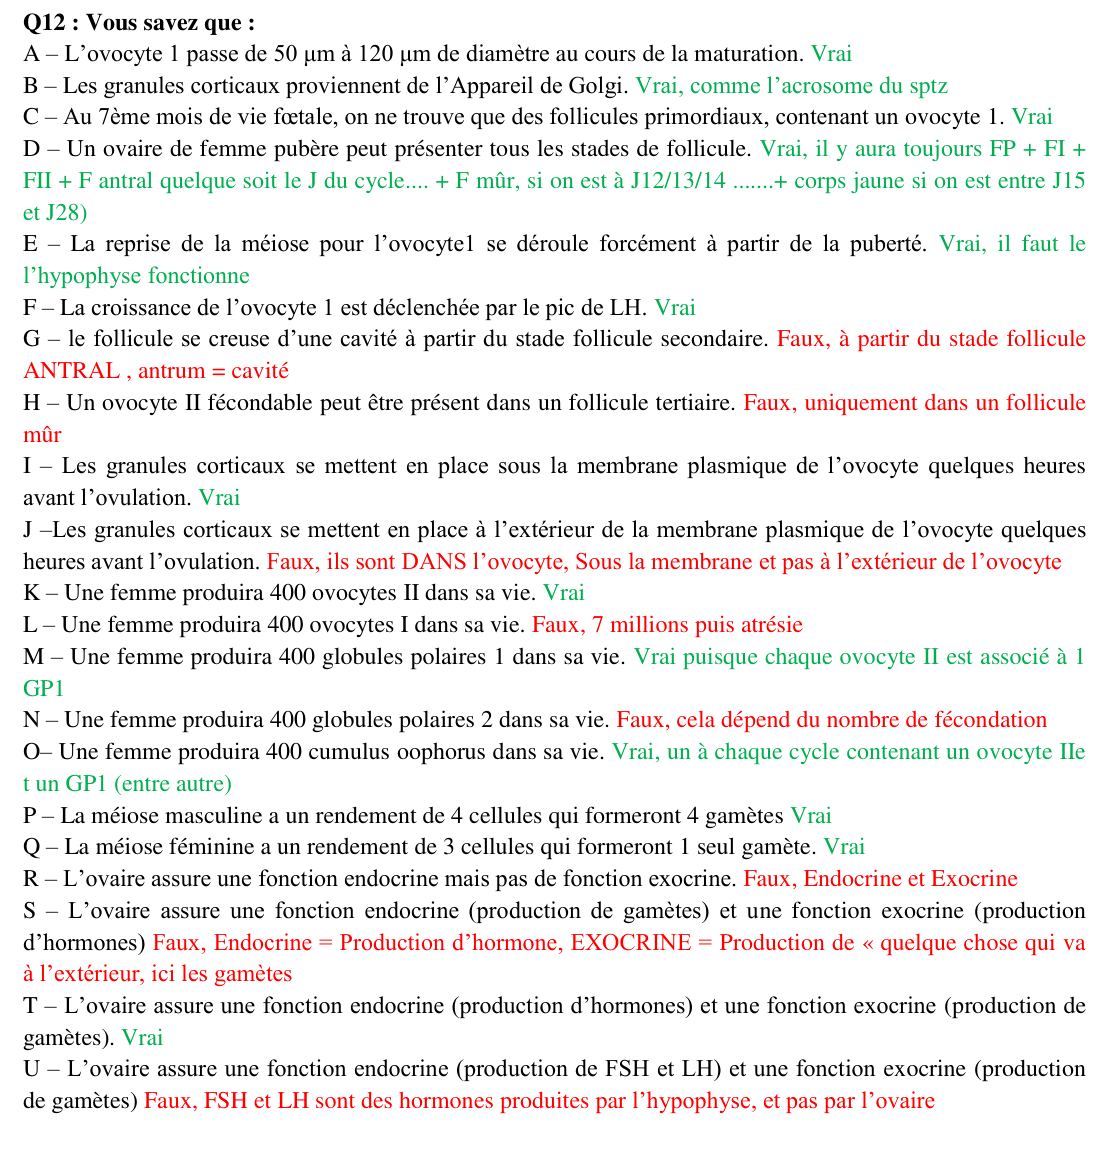 Q12 : Vous savez que :
A – L’ovocyte 1 passe de 50 µm à 120 µm de diamètre au cours de la maturation. Vrai
B – Les granules corticaux proviennent de l’Appareil de Golgi. Vrai, comme l’acrosome du sptz
C – Au 7ème mois de vie fœtale, on ne trouve que des follicules primordiaux, contenant un ovocyte 1. Vrai
D – Un ovaire de femme pubère peut présenter tous les stades de follicule. Vrai, il y aura toujours FP + FI +
FII + F antral quelque soit le J du cycle.... + F mûr, si on est à J12/13/14 .......+ corps jaune si on est entre J15
et J28)
E – La reprise de la méiose pour l’ovocyte1 se déroule forcément à partir de la puberté. Vrai, il faut le
l’hypophyse fonctionne
F – La croissance de l’ovocyte 1 est déclenchée par le pic de LH. Vrai
G – le follicule se creuse d’une cavité à partir du stade follicule secondaire. Faux, à partir du stade follicule
ANTRAL , antrum = cavité
H – Un ovocyte II fécondable peut être présent dans un follicule tertiaire. Faux, uniquement dans un follicule
mûr
I – Les granules corticaux se mettent en place sous la membrane plasmique de l’ovocyte quelques heures
avant l’ovulation. Vrai
J –Les granules corticaux se mettent en place à l’extérieur de la membrane plasmique de l’ovocyte quelques
heures avant l’ovulation. Faux, ils sont DANS l’ovocyte, Sous la membrane et pas à l’extérieur de l’ovocyte
K – Une femme produira 400 ovocytes II dans sa vie. Vrai
L – Une femme produira 400 ovocytes I dans sa vie. Faux, 7 millions puis atrésie
M – Une femme produira 400 globules polaires 1 dans sa vie. Vrai puisque chaque ovocyte II est associé à 1
GP1
N – Une femme produira 400 globules polaires 2 dans sa vie. Faux, cela dépend du nombre de fécondation
O– Une femme produira 400 cumulus oophorus dans sa vie. Vrai, un à chaque cycle contenant un ovocyte IIe
t un GP1 (entre autre)
P – La méiose masculine a un rendement de 4 cellules qui formeront 4 gamètes Vrai
Q – La méiose féminine a un rendement de 3 cellules qui formeront 1 seul gamète. Vrai
R – L’ovaire assure une fonction endocrine mais pas de fonction exocrine. Faux, Endocrine et Exocrine
S – L’ovaire assure une fonction endocrine (production de gamètes) et une fonction exocrine (production
d’hormones) Faux, Endocrine = Production d’hormone, EXOCRINE = Production de « quelque chose qui va
à l’extérieur, ici les gamètes
T – L’ovaire assure une fonction endocrine (production d’hormones) et une fonction exocrine (production de
gamètes). Vrai
U – L’ovaire assure une fonction endocrine (production de FSH et LH) et une fonction exocrine (production
de gamètes) Faux, FSH et LH sont des hormones produites par l’hypophyse, et pas par l’ovaire